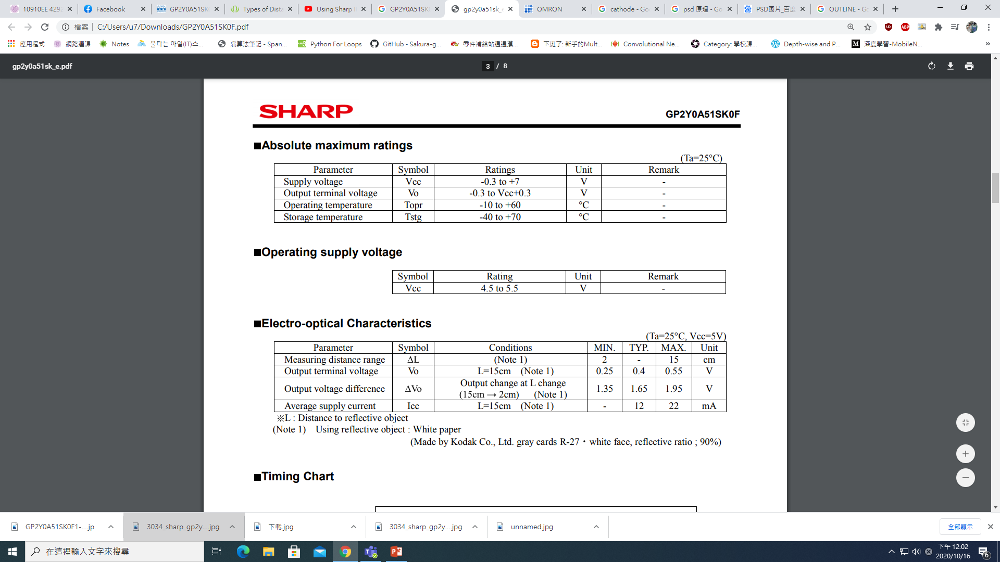 10910EE 4292
Facebook
GP2Y0A51SK
Types of Dista
Using Sharp I
GP2Y0A51SK
gp2y0a51sk_e
OMRON
cathode - Go
psd 原理 - Go
PSD图片_百度
OUTLINE - Go
檔案 C:/Users/u7/Downloads/GP2Y0A51SK0F.pdf
應用程式 網路選課 Notes 불타는 아일(IT)스... 演算法筆記 - Span... Python For Loops GitHub - Sakura-g... 零件補給站通通摸... 下班了: 新手的Mult... Convolutional Ne... Category: 學校課... Depth-wise and P... 深度學習-MobileN... »
gp2y0a51sk_e.pdf 3 / 8
SHARP GP2Y0A51SK0F
■Absolute maximum ratings
(Ta=25°C)
Parameter Symbol Ratings Unit Remark
Supply voltage Vcc -0.3 to +7 V -
Output terminal voltage Vo -0.3 to Vcc+0.3 V -
Operating temperature Topr -10 to +60 °C -
Storage temperature Tstg -40 to +70 °C -
■Operating supply voltage
Symbol Rating Unit Remark
Vcc 4.5 to 5.5 V -
■Electro-optical Characteristics
(Ta=25°C, Vcc=5V)
Parameter Symbol Conditions MIN. TYP. MAX. Unit
Measuring distance range ΔL (Note 1) 2 - 15 cm
Output terminal voltage Vo L=15cm (Note 1) 0.25 0.4 0.55 V
Output voltage difference ΔVo Output change at L change
(15cm → 2cm) (Note 1) 1.35 1.65 1.95 V
Average supply current Icc L=15cm (Note 1) - 12 22 mA
※L : Distance to reflective object
(Note 1) Using reflective object : White paper
(Made by Kodak Co., Ltd. gray cards R-27・white face, reflective ratio ; 90%)
■Timing Chart
GP2Y0A51SK0F1-....jp 3034_sharp_gp2y....jpg 下載.jpg 3034_sharp_gp2y....jpg unnamed.jpg 全部顯示
在這裡輸入文字來搜尋
下午 12:02
2020/10/16
6